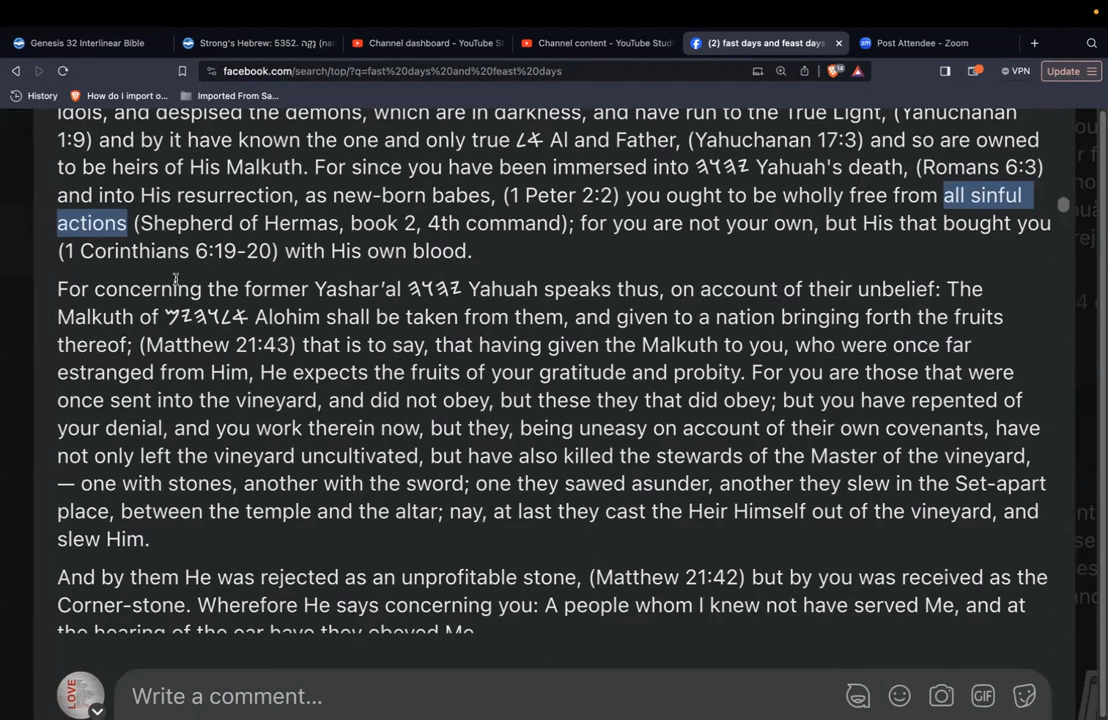 Genesis 32 Interlinear Bible
Strong's Hebrew: 5352. נָקָה (na
Channel dashboard - YouTube S
Channel content - YouTube Studi
(2) fast days and feast days
Post Attendee - Zoom
facebook.com/search/top/?q=fast%20days%20and%20feast%20days
14
VPN
Update
History
How do I import o...
Imported From Sa...
Idols, and despised the demons, which are in darkness, and have run to the True Light, (Yahuchanan
1:9) and by it have known the one and only true 𐤀𐤋 Al and Father, (Yahuchanan 17:3) and so are owned
to be heirs of His Malkuth. For since you have been immersed into 𐤉𐤄𐤅𐤄 Yahuah's death, (Romans 6:3)
and into His resurrection, as new-born babes, (1 Peter 2:2) you ought to be wholly free from all sinful
actions (Shepherd of Hermas, book 2, 4th command); for you are not your own, but His that bought you
(1 Corinthians 6:19-20) with His own blood.
For concerning the former Yashar’al 𐤉𐤄𐤅𐤄 Yahuah speaks thus, on account of their unbelief: The
Malkuth of 𐤀𐤋𐤅𐤄𐤉𐤌 Alohim shall be taken from them, and given to a nation bringing forth the fruits
thereof; (Matthew 21:43) that is to say, that having given the Malkuth to you, who were once far
estranged from Him, He expects the fruits of your gratitude and probity. For you are those that were
once sent into the vineyard, and did not obey, but these they that did obey; but you have repented of
your denial, and you work therein now, but they, being uneasy on account of their own covenants, have
not only left the vineyard uncultivated, but have also killed the stewards of the Master of the vineyard,
— one with stones, another with the sword; one they sawed asunder, another they slew in the Set-apart
place, between the temple and the altar; nay, at last they cast the Heir Himself out of the vineyard, and
slew Him.
And by them He was rejected as an unprofitable stone, (Matthew 21:42) but by you was received as the
Corner-stone. Wherefore He says concerning you: A people whom I knew not have served Me, and at
the hearing of the ear have they obeyed Me.
LOVE
Write a comment...
GIF